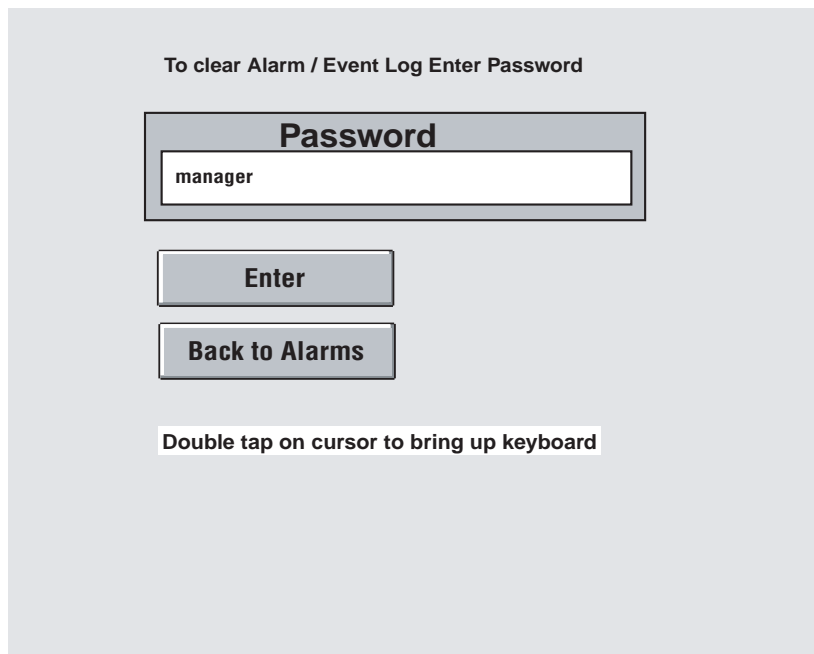 To clear Alarm / Event Log Enter Password
Password
manager
Enter
Back to Alarms
Double tap on cursor to bring up keyboard